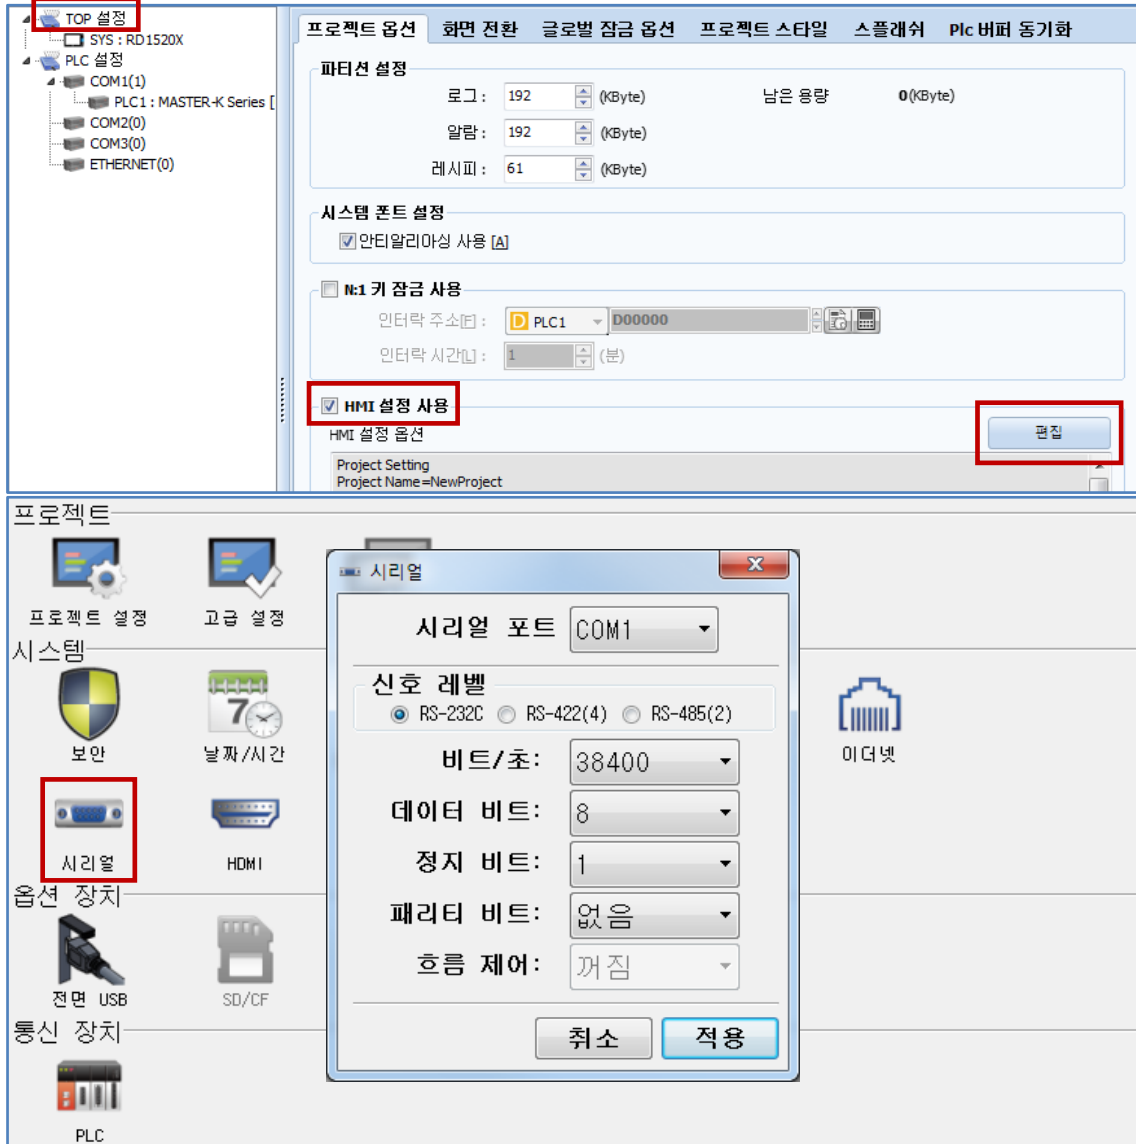 TOP 설정
SYS : RD1520X
PLC 설정
COM1(1)
PLC1 : MASTER-K Series [
COM2(0)
COM3(0)
ETHERNET(0)
프로젝트 옵션 화면 전환 글로벌 잠금 옵션 프로젝트 스타일 스플래쉬 Plc 버퍼 동기화
파티션 설정
로그 : 192 (KByte) 남은 용량 0(KByte)
알람 : 192 (KByte)
레시피 : 61 (KByte)
시스템 폰트 설정
안티알리아싱 사용 [A]
N:1 키 잠금 사용
인터락 주소[F] : D PLC1 D00000
인터락 시간[L] : 1 (분)
HMI 설정 사용
HMI 설정 옵션 편집
Project Setting
Project Name=NewProject
프로젝트
프로젝트 설정 고급 설정
시스템
보안 날짜/시간 이더넷
7
시리얼 HDMI
옵션 장치
전면 USB SD/CF
통신 장치
PLC
시리얼
시리얼 포트 COM1
신호 레벨
RS-232C RS-422(4) RS-485(2)
비트/초: 38400
데이터 비트: 8
정지 비트: 1
패리티 비트: 없음
흐름 제어: 꺼짐
취소 적용